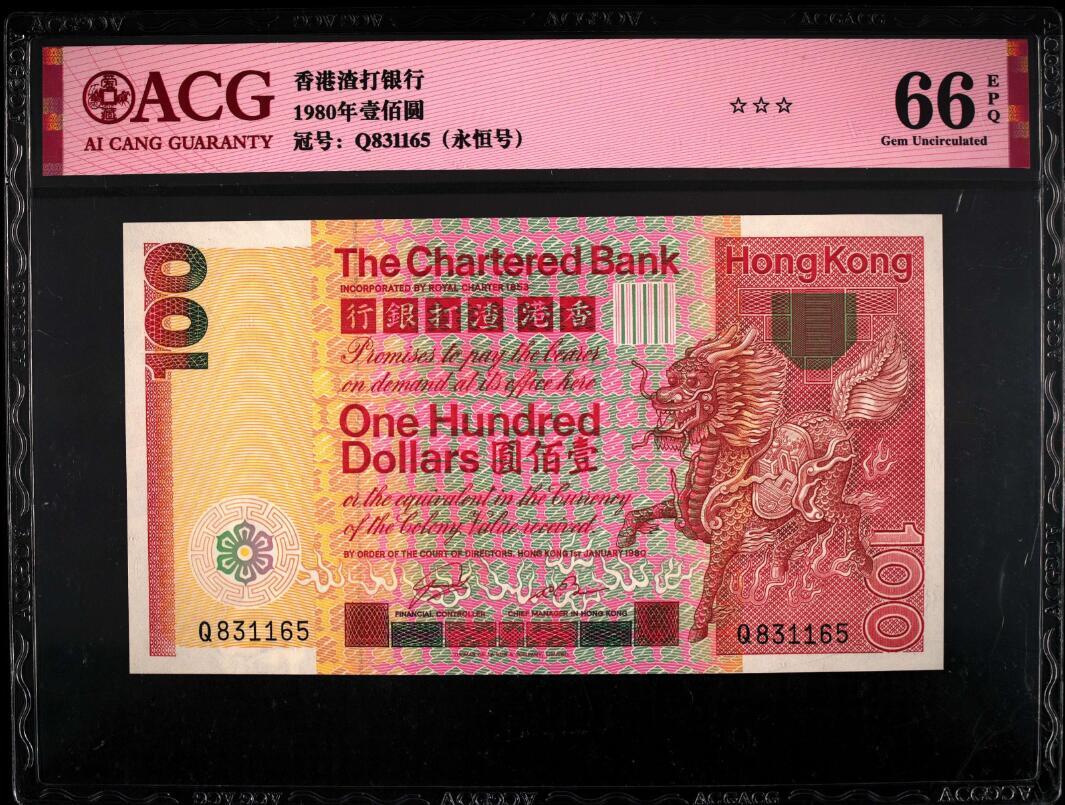 ACG
AI CANG GUARANTY
香港渣打银行
1980年壹佰圆
冠号：Q831165（永恒号）
☆☆☆
66
EPQ
Gem Uncirculated
100
The Chartered Bank
INCORPORATED BY ROYAL CHARTER 1853
行銀打渣港香
Promises to pay the bearer
on demand at its office here
One Hundred
Dollars 圓佰壹
or the equivalent in the Currency
of the Colony Value received
BY ORDER OF THE COURT OF DIRECTORS. HONG KONG 1ST JANUARY 1980
FINANCIAL CONTROLLER
CHIEF MANAGER IN HONG KONG
Q831165
Hong Kong
100
Q831165